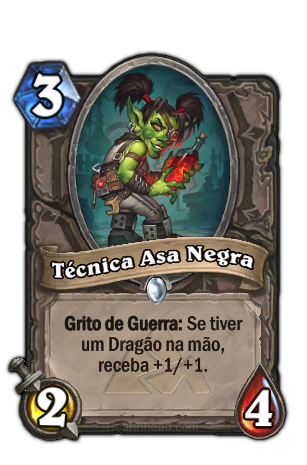 3
Técnica Asa Negra
Grito de Guerra: Se tiver
um Dragão na mão,
receba +1/+1.
2
4